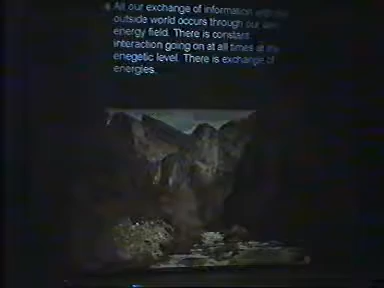 All our exchange of information with the
outside world occurs through our own
energy field. There is constant
interaction going on at all times at the
enegetic level. There is exchange of
energies.